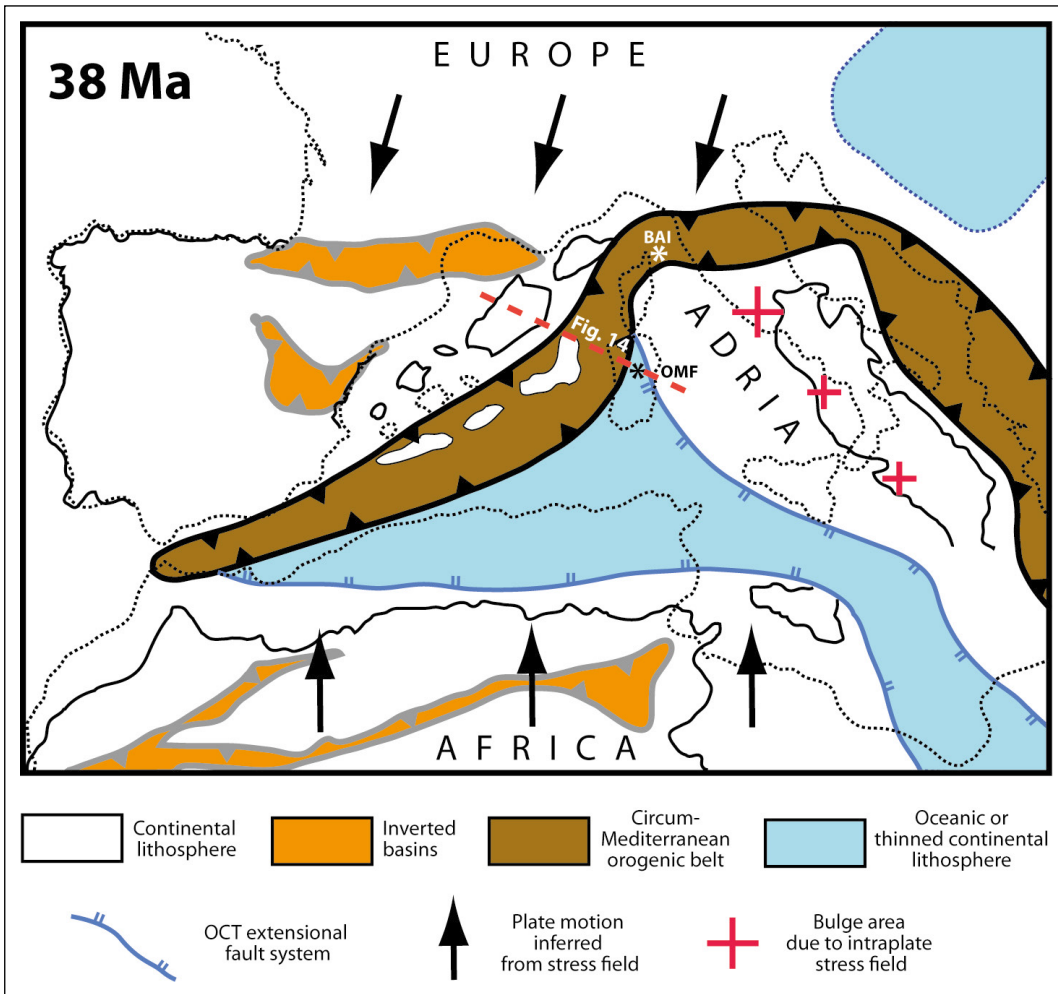 E U R O P E
38 Ma
BAI
Fig. 14
OMF
A D R I A
A F R I C A
Continental
lithosphere
Inverted
basins
Circum-
Mediterranean
orogenic belt
Oceanic or
thinned continental
lithosphere
OCT extensional
fault system
Plate motion
inferred
from stress field
Bulge area
due to intraplate
stress field